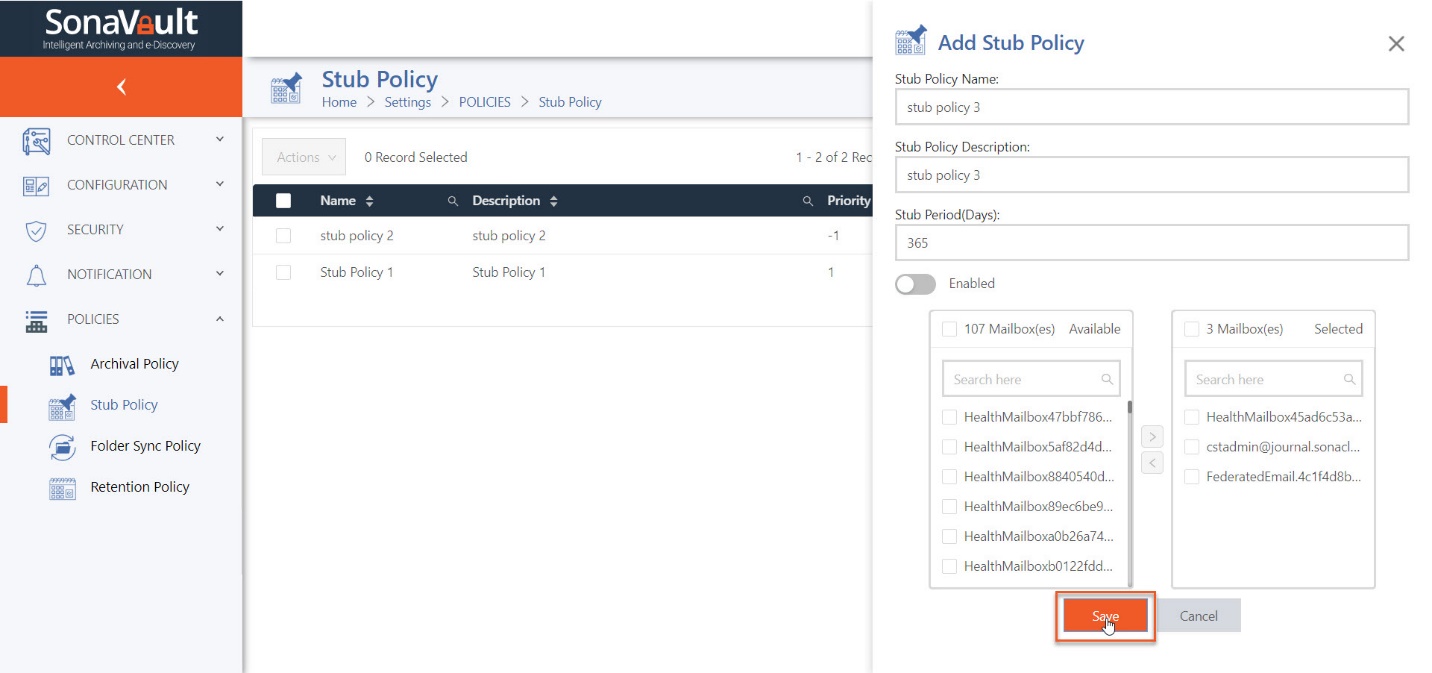 SonaVault
Intelligent Archiving and e-Discovery
CONTROL CENTER
CONFIGURATION
SECURITY
NOTIFICATION
POLICIES
Archival Policy
Stub Policy
Folder Sync Policy
Retention Policy
Stub Policy
Home > Settings > POLICIES > Stub Policy
Actions 0 Record Selected 1 - 2 of 2 Rec
Name Description Priority
stub policy 2 stub policy 2 -1
Stub Policy 1 Stub Policy 1 1
Add Stub Policy
Stub Policy Name:
stub policy 3
Stub Policy Description:
stub policy 3
Stub Period(Days):
365
Enabled
107 Mailbox(es) Available
Search here
HealthMailbox47bbf786...
HealthMailbox5af82d4d...
HealthMailbox8840540d...
HealthMailbox89ec6be9...
HealthMailboxa0b26a74...
HealthMailboxb0122fdd...
3 Mailbox(es) Selected
Search here
HealthMailbox45ad6c53a...
cstadmin@journal.sonacl...
FederatedEmail.4c1f4d8b...
Save Cancel